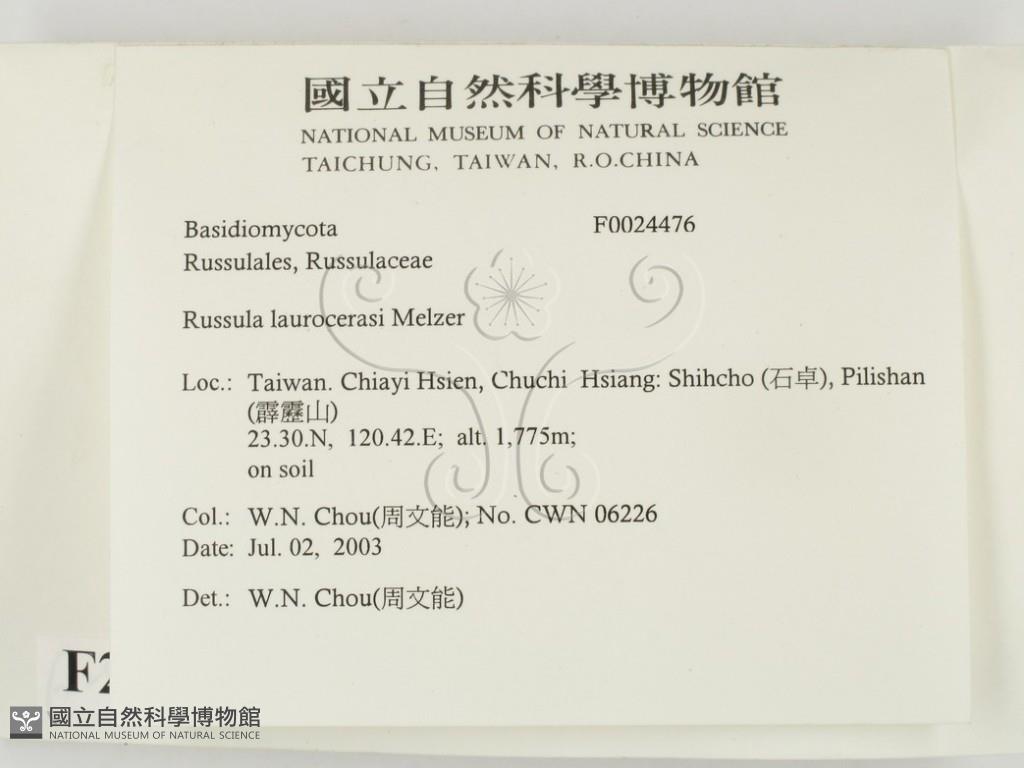 國立自然科學博物館
NATIONAL MUSEUM OF NATURAL SCIENCE
TAICHUNG, TAIWAN, R.O.CHINA
Basidiomycota F0024476
Russulales, Russulaceae
Russula laurocerasi Melzer
Loc.: Taiwan. Chiayi Hsien, Chuchi Hsiang: Shihcho (石卓), Pilishan
(霹靂山)
23.30.N, 120.42.E; alt. 1,775m;
on soil
Col.: W.N. Chou(周文能); No. CWN 06226
Date: Jul. 02, 2003
Det.: W.N. Chou(周文能)
國立自然科學博物館
NATIONAL MUSEUM OF NATURAL SCIENCE